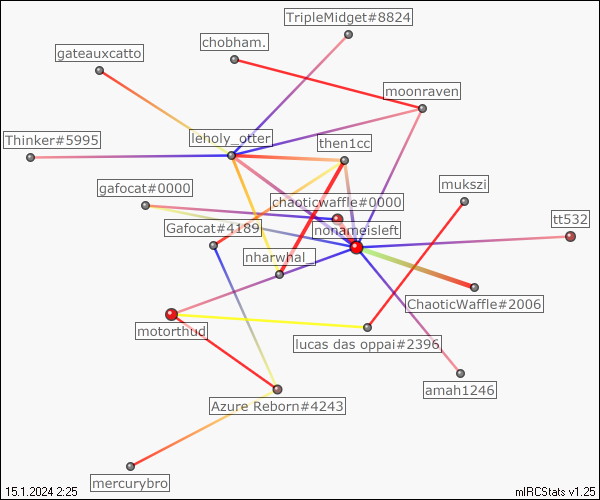 TripleMidget#8824
chobham.
gateauxcatto
moonraven
leholy_otter
Thinker#5995
then1cc
mukszi
gafocat#0000
chaoticwaffle#0000
tt532
Gafocat#4189
nonameisleft
nharwhal_
ChaoticWaffle#2006
motorthud
lucas das oppai#2396
amah1246
Azure Reborn#4243
mercurybro
15.1.2024 2:25
mIRCStats v1.25